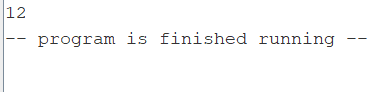 12
-- program is finished running --